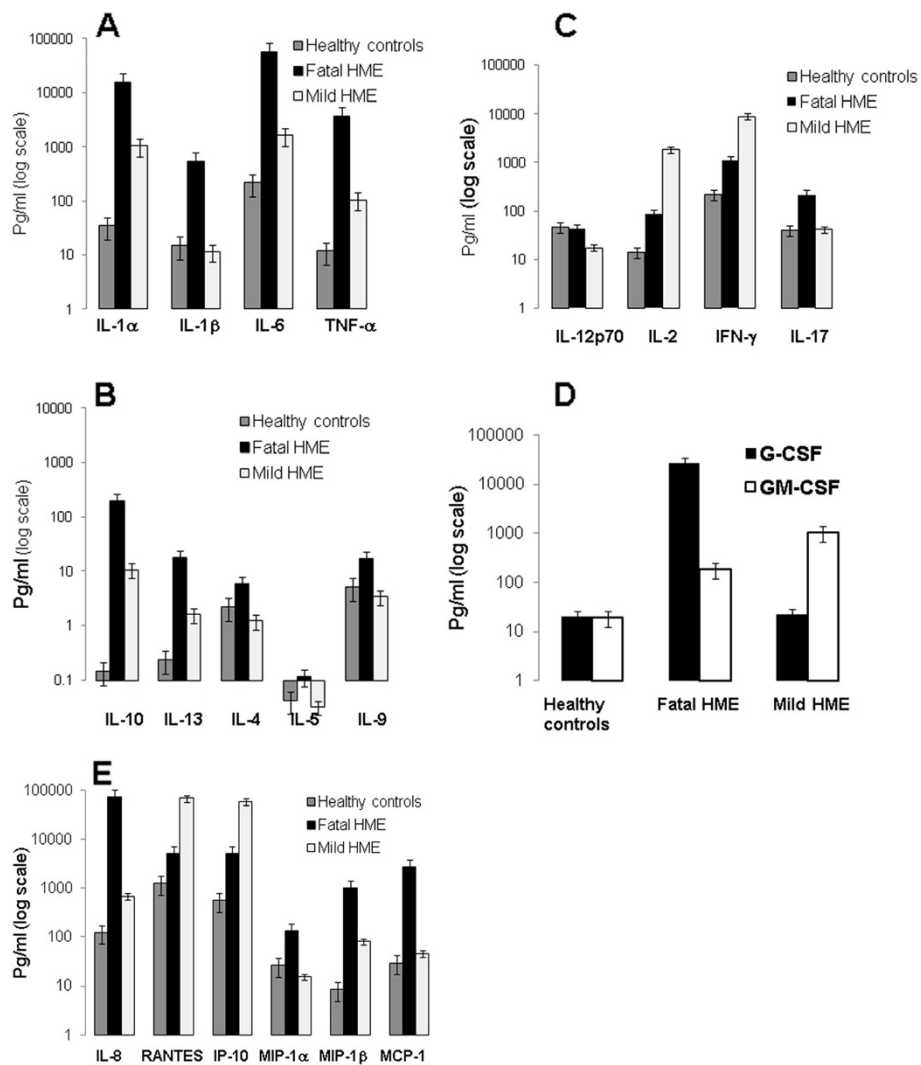 A
Pg/ml (log scale)
100000
10000
1000
100
10
1
Healthy controls
Fatal HME
Mild HME
IL-1α IL-1β IL-6 TNF-α
C
Pg/ml (log scale)
100000
10000
1000
100
10
1
Healthy controls
Fatal HME
Mild HME
IL-12p70 IL-2 IFN-γ IL-17
B
Pg/ml (log scale)
10000
1000
100
10
1
0.1
Healthy controls
Fatal HME
Mild HME
IL-10 IL-13 IL-4 IL-5 IL-9
D
Pg/ml (log scale)
100000
10000
1000
100
10
1
G-CSF
GM-CSF
Healthy Fatal HME Mild HME
controls
E
Pg/ml (log scale)
100000
10000
1000
100
10
1
Healthy controls
Fatal HME
Mild HME
IL-8 RANTES IP-10 MIP-1α MIP-1β MCP-1